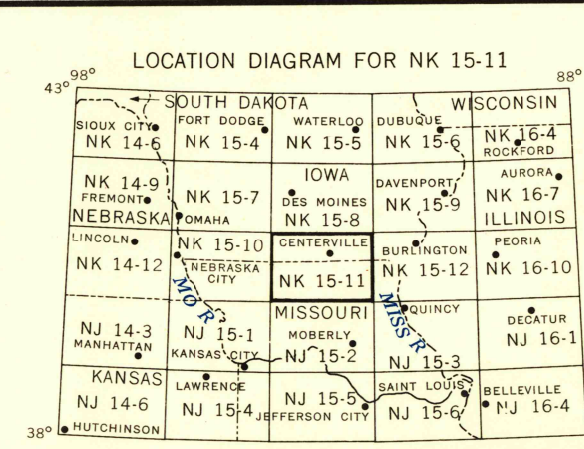 LOCATION DIAGRAM FOR NK 15-11
43° 98° 88°
SOUTH DAKOTA WISCONSIN
SIOUX CITY FORT DODGE WATERLOO DUBUQUE NK 16-4
NK 14-6 NK 15-4 NK 15-5 NK 15-6 ROCKFORD
NK 14-9 NK 15-7 IOWA DAVENPORT AURORA
FREMONT DES MOINES NK 15-9 NK 16-7
NEBRASKA OMAHA NK 15-8 ILLINOIS
LINCOLN NK 15-10 CENTERVILLE BURLINGTON PEORIA
NK 14-12 NEBRASKA CITY NK 15-11 NK 15-12 NK 16-10
MO R MISSOURI MISS R QUINCY
NJ 14-3 NJ 15-1 MOBERLY DECATUR
MANHATTAN KANSAS CITY NJ 15-2 NJ 15-3 NJ 16-1
KANSAS LAWRENCE NJ 15-5 SAINT LOUIS BELLEVILLE
NJ 14-6 NJ 15-4 JEFFERSON CITY NJ 15-6 NJ 16-4
38° HUTCHINSON